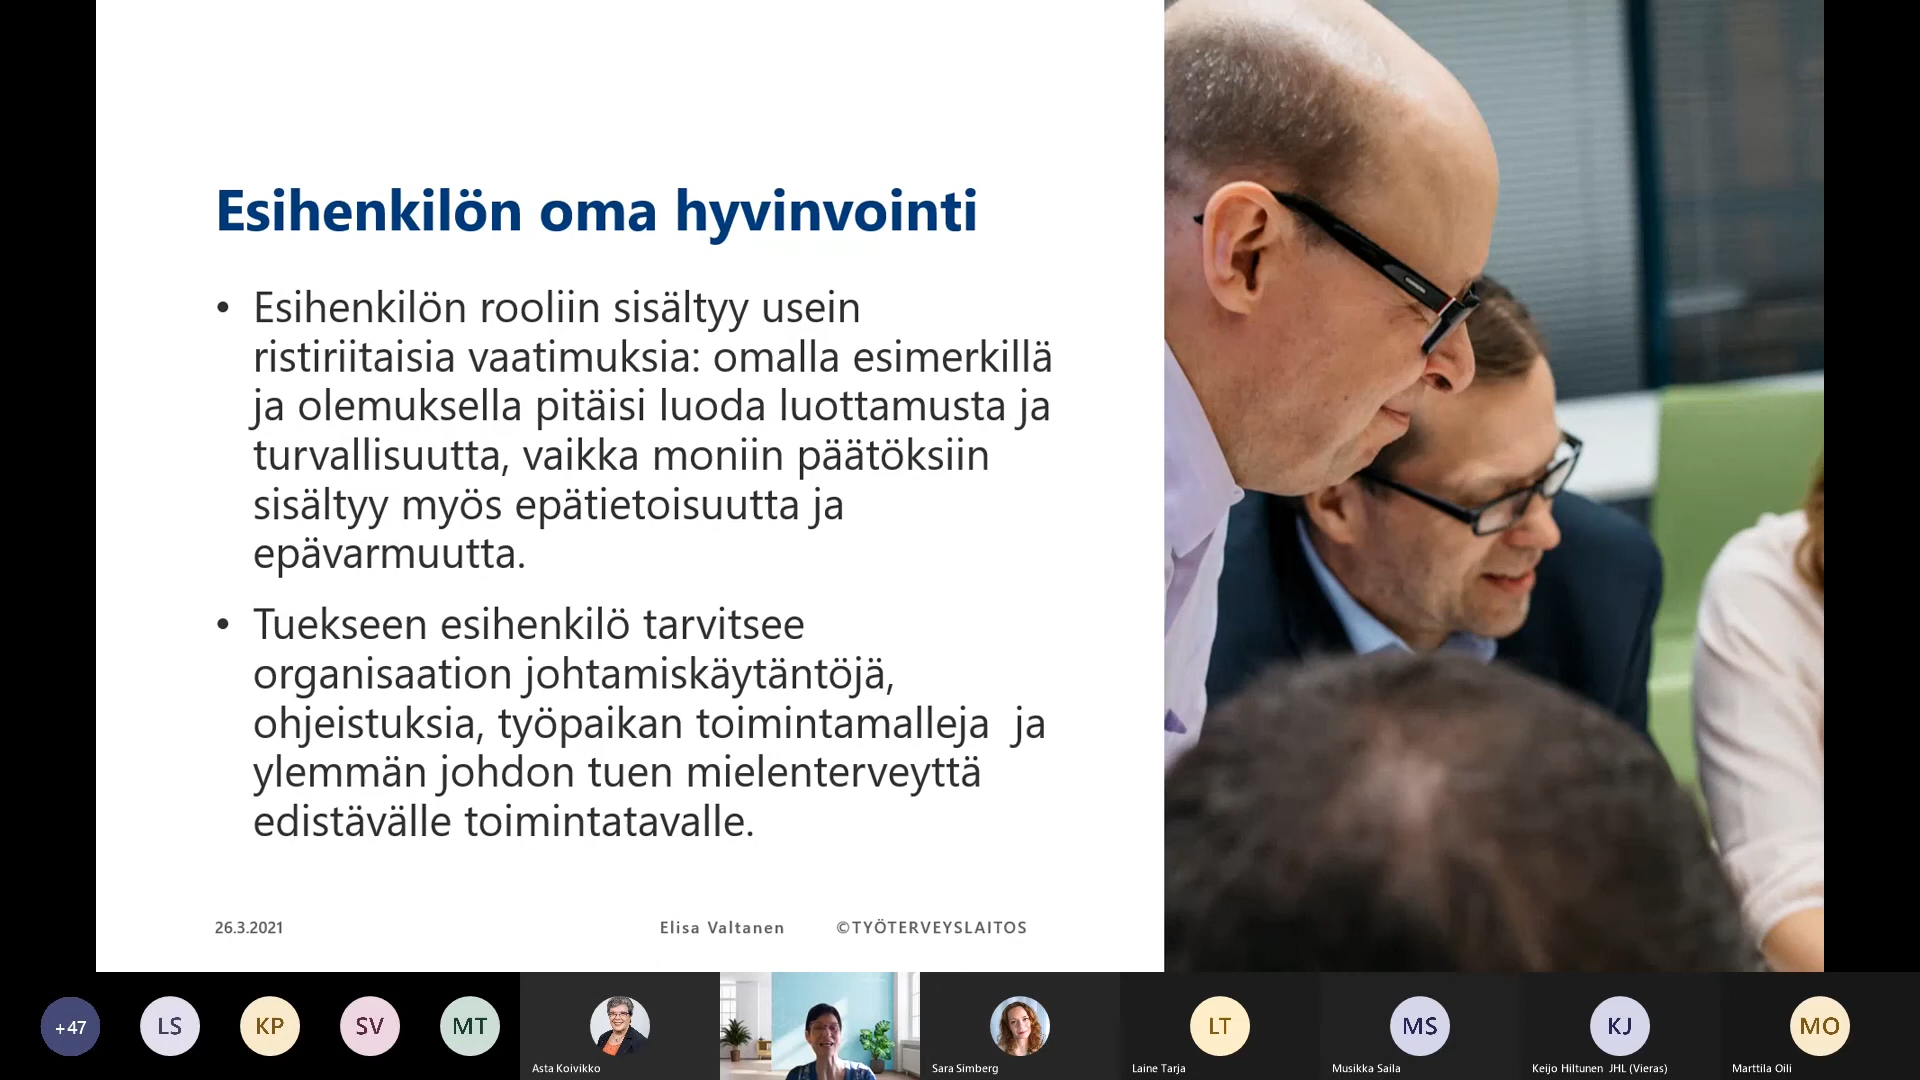 Esihenkilön oma hyvinvointi
• Esihenkilön rooliin sisältyy usein
ristiriitaisia vaatimuksia: omalla esimerkillä
ja olemuksella pitäisi luoda luottamusta ja
turvallisuutta, vaikka moniin päätöksiin
sisältyy myös epätietoisuutta ja
epävarmuutta.
• Tuekseen esihenkilö tarvitsee
organisaation johtamiskäytäntöjä,
ohjeistuksia, työpaikan toimintamalleja  ja
ylemmän johdon tuen mielenterveyttä
edistävälle toimintatavalle.
26.3.2021 Elisa Valtanen ©TYÖTERVEYSLAITOS
+47 LS KP SV MT LT MS KJ MO
Asta Koivikko Sara Simberg Laine Tarja Musikka Saila Keijo Hiltunen JHL (Vieras) Marttila Oili